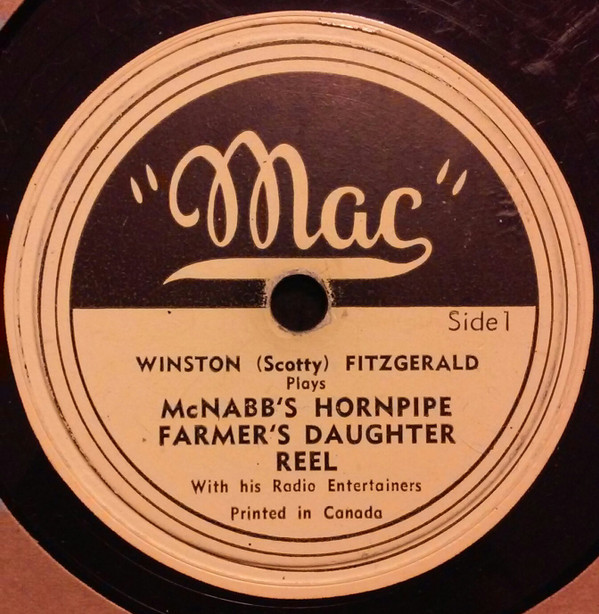 "Mac"
Side 1
WINSTON (Scotty) FITZGERALD
Plays
McNABB'S HORNPIPE
FARMER'S DAUGHTER
REEL
With his Radio Entertainers
Printed in Canada